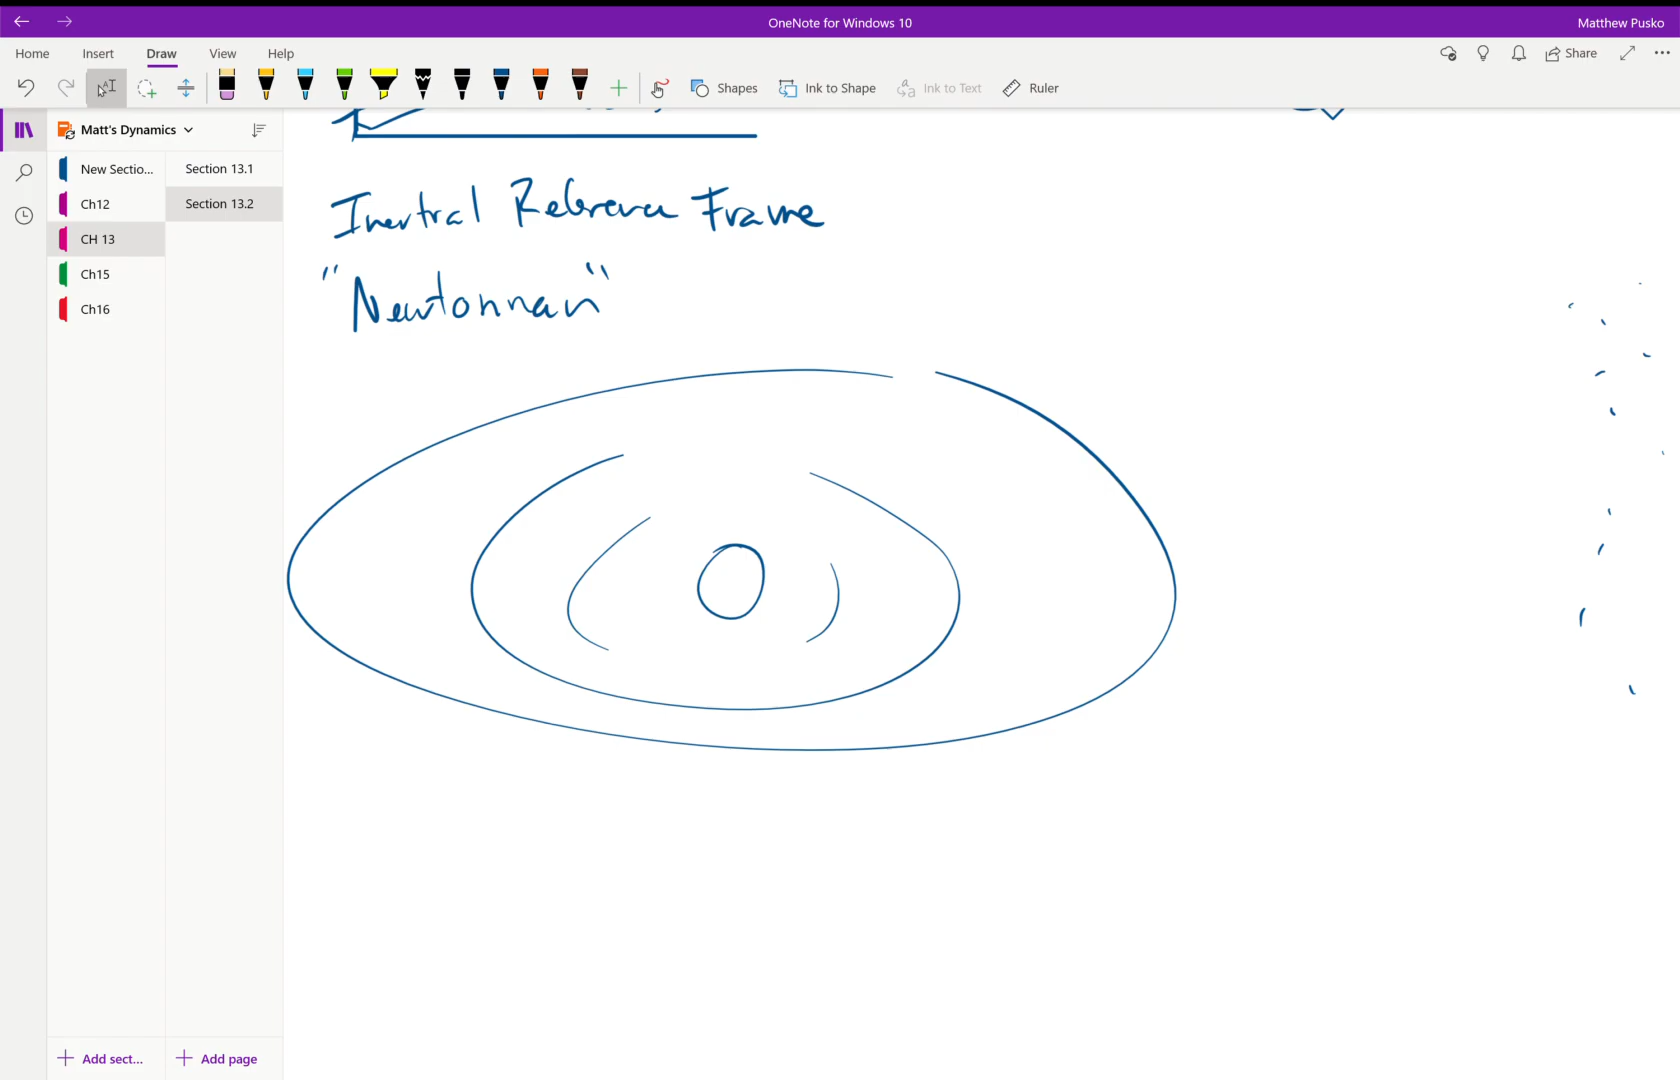 OneNote for Windows 10
Matthew Pusko
Home Insert Draw View Help
Share
Shapes
Ink to Shape
Ink to Text
Ruler
Matt's Dynamics
New Sectio...
Ch12
CH 13
Ch15
Ch16
Section 13.1
Section 13.2
Inertial Reference Frame
"Newtonnan"
Add sect...
Add page